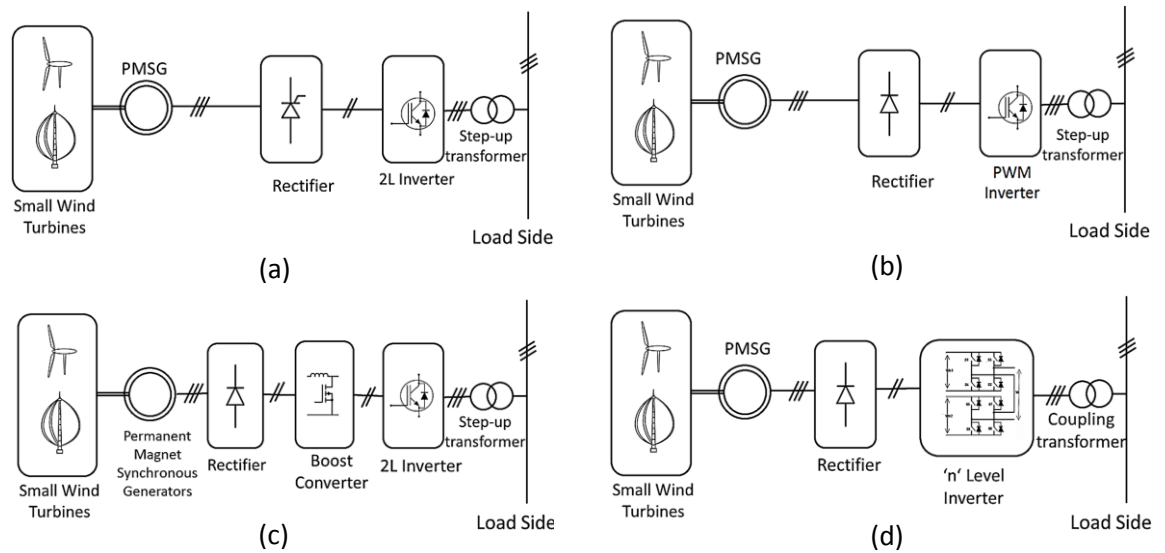 PMSG
Rectifier
2L Inverter
Step-up
transformer
Small Wind
Turbines
Load Side
(a)
PMSG
Rectifier
PWM
Inverter
Step-up
transformer
Small Wind
Turbines
Load Side
(b)
Permanent
Magnet
Synchronous
Generators
Rectifier
Boost
Converter
2L Inverter
Step-up
transformer
Small Wind
Turbines
Load Side
(c)
PMSG
Rectifier
‘n‘ Level
Inverter
Coupling
transformer
Small Wind
Turbines
Load Side
(d)